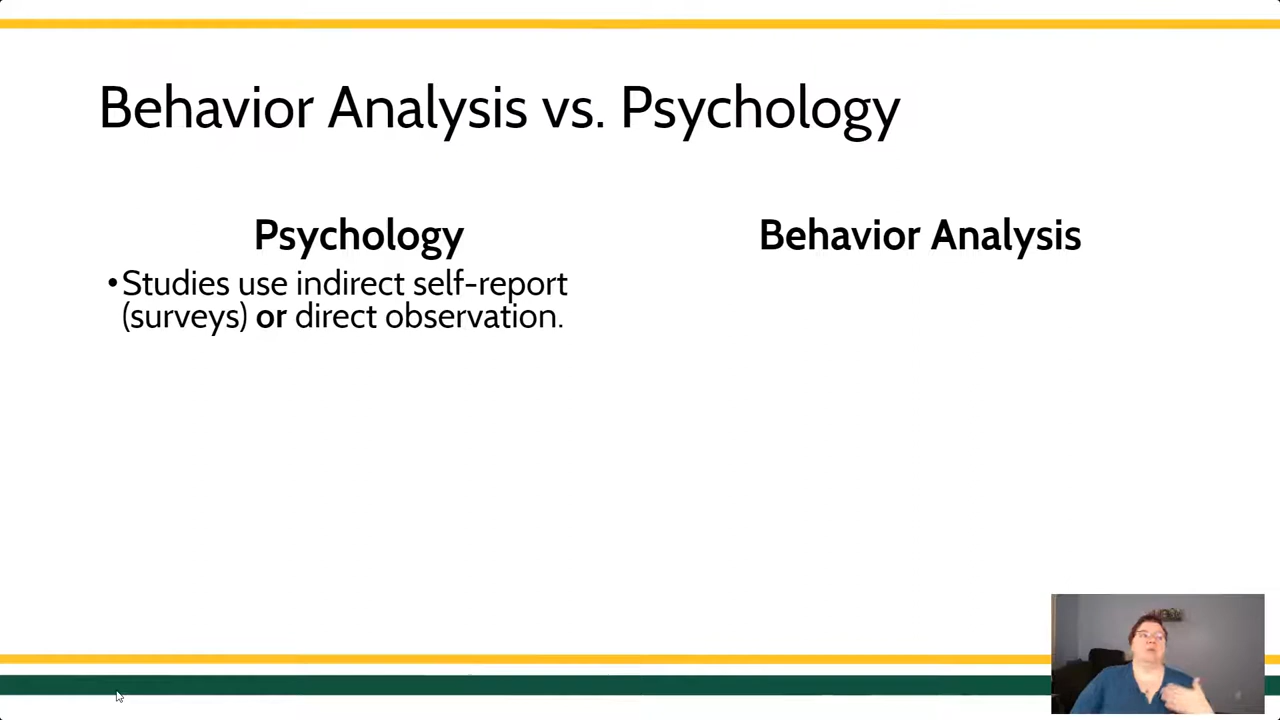 Behavior Analysis vs. Psychology
Psychology
•Studies use indirect self-report
(surveys) or direct observation.
Behavior Analysis